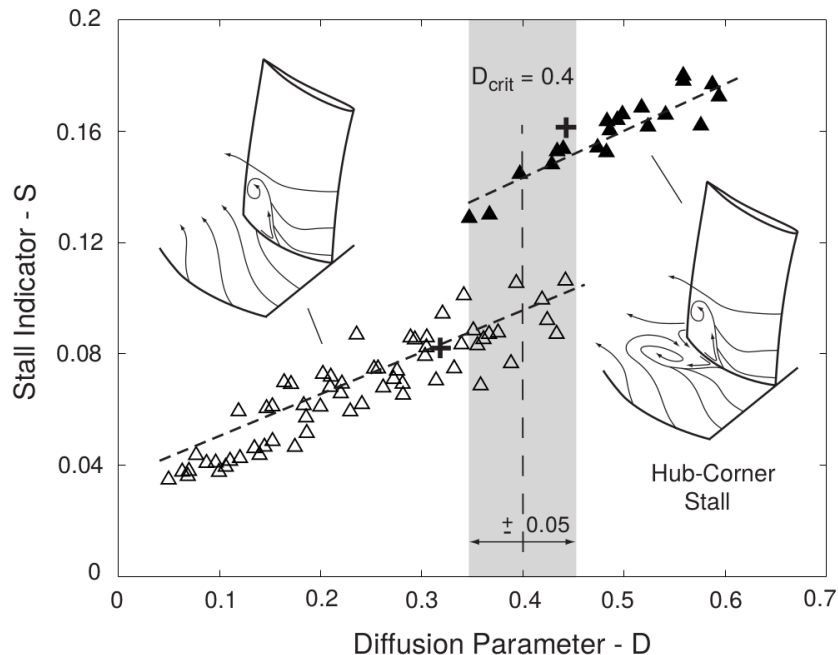 0.2
0.16
0.12
0.08
0.04
0
Stall Indicator - S
D_crit = 0.4
± 0.05
Hub-Corner
Stall
0 0.1 0.2 0.3 0.4 0.5 0.6 0.7
Diffusion Parameter - D